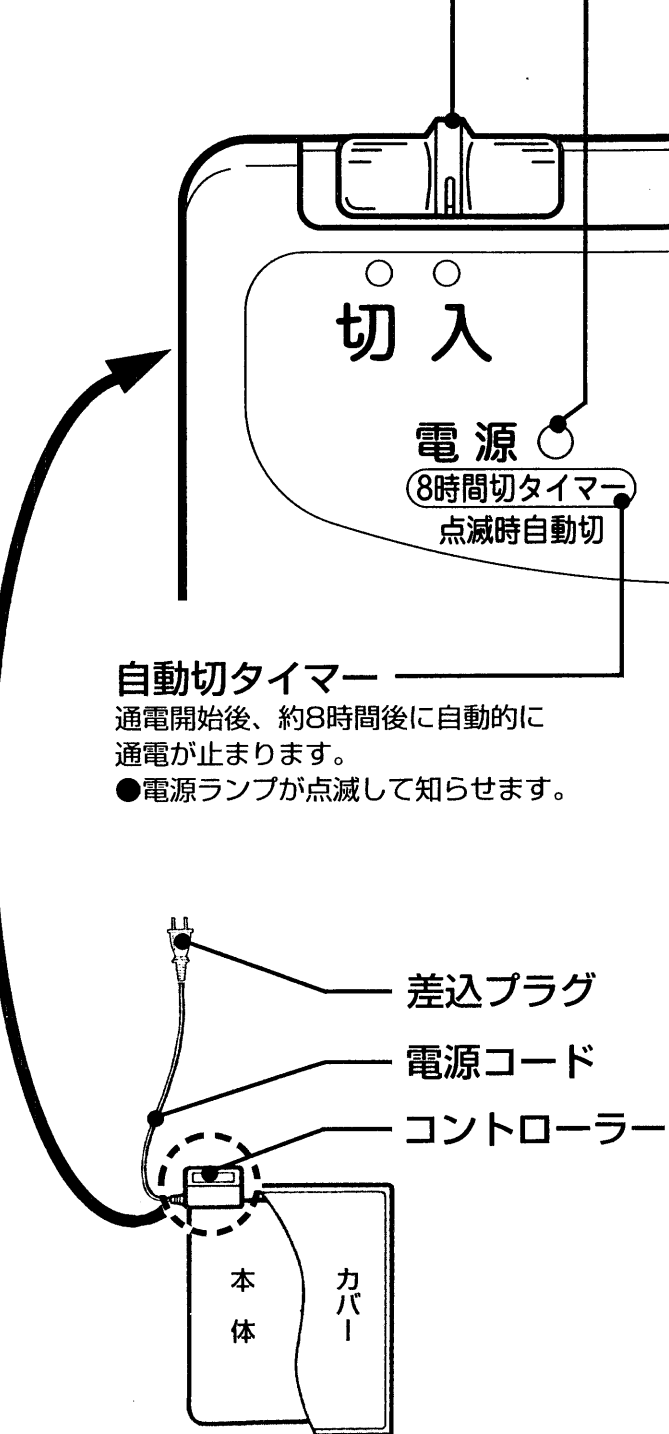 切 入
電源
8時間切タイマー
点滅時自動切
自動切タイマー
通電開始後、約8時間後に自動的に
通電が止まります。
●電源ランプが点滅して知らせます。
差込プラグ
電源コード
コントローラー
本体
カバー